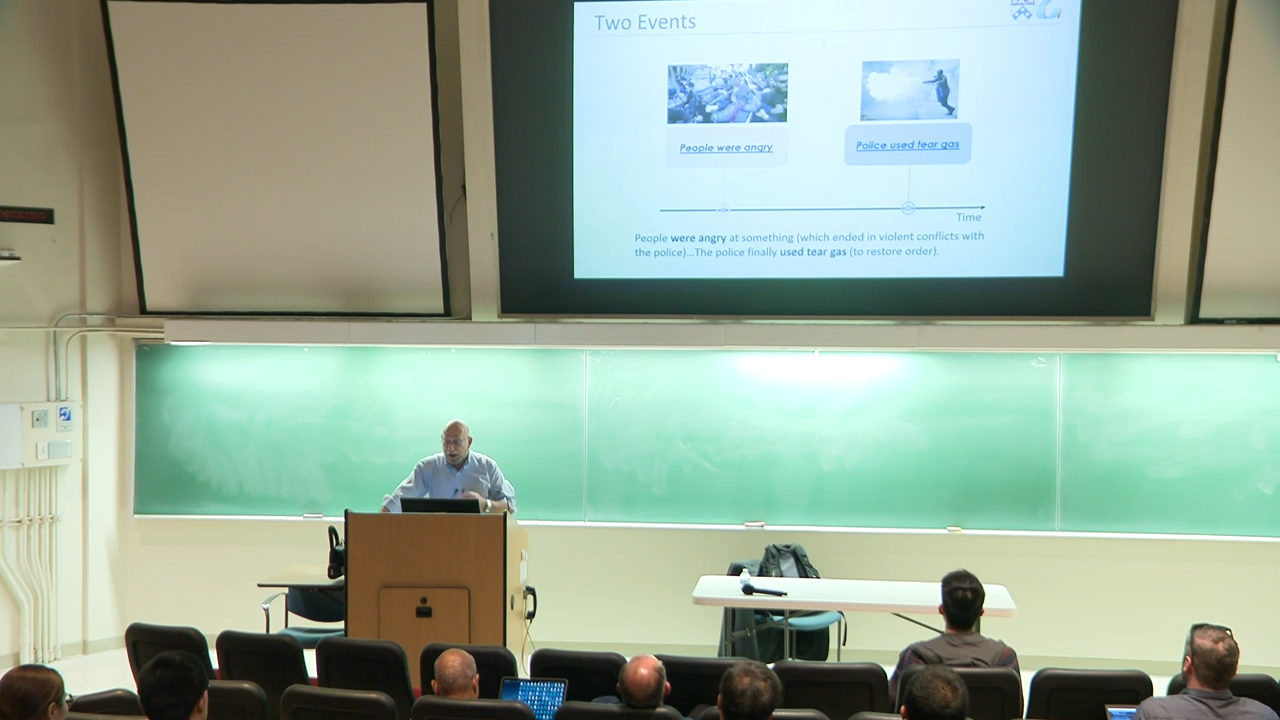 Two Events
People were angry
Police used tear gas
Time
People were angry at something (which ended in violent conflicts with
the police)...The police finally used tear gas (to restore order).